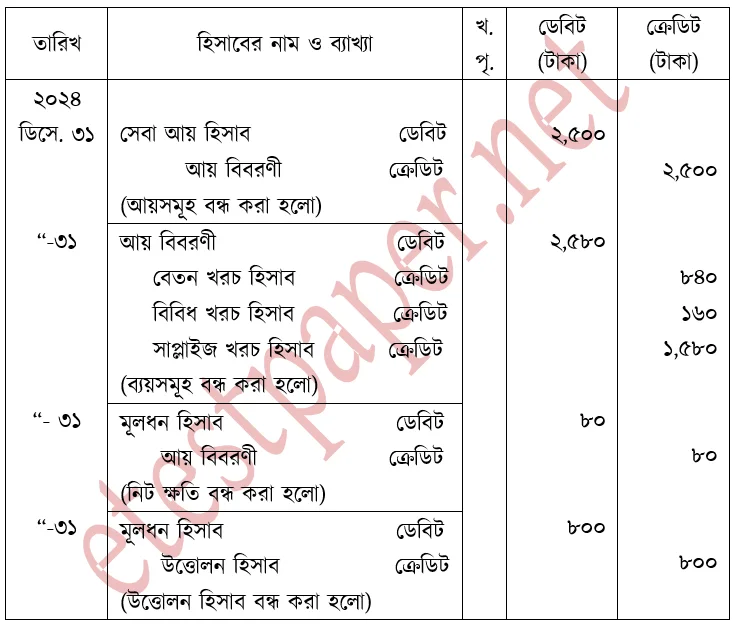 তারিখ হিসাবের নাম ও ব্যাখ্যা খ. পৃ. ডেবিট (টাকা) ক্রেডিট (টাকা)
২০২৪
ডিসে. ৩১ সেবা আয় হিসাব ডেবিট ২,৫০০
আয় বিবরণী ক্রেডিট ২,৫০০
(আয়সমূহ বন্ধ করা হলো)
“-৩১ আয় বিবরণী ডেবিট ২,৫৮০
বেতন খরচ হিসাব ক্রেডিট ৮৪০
বিবিধ খরচ হিসাব ক্রেডিট ১৬০
সাপ্লাইজ খরচ হিসাব ক্রেডিট ১,৫৮০
(ব্যয়সমূহ বন্ধ করা হলো)
“- ৩১ মূলধন হিসাব ডেবিট ৮০
আয় বিবরণী ক্রেডিট ৮০
(নিট ক্ষতি বন্ধ করা হলো)
“-৩১ মূলধন হিসাব ডেবিট ৮০০
উত্তোলন হিসাব ক্রেডিট ৮০০
(উত্তোলন হিসাব বন্ধ করা হলো)
etestpaper.net